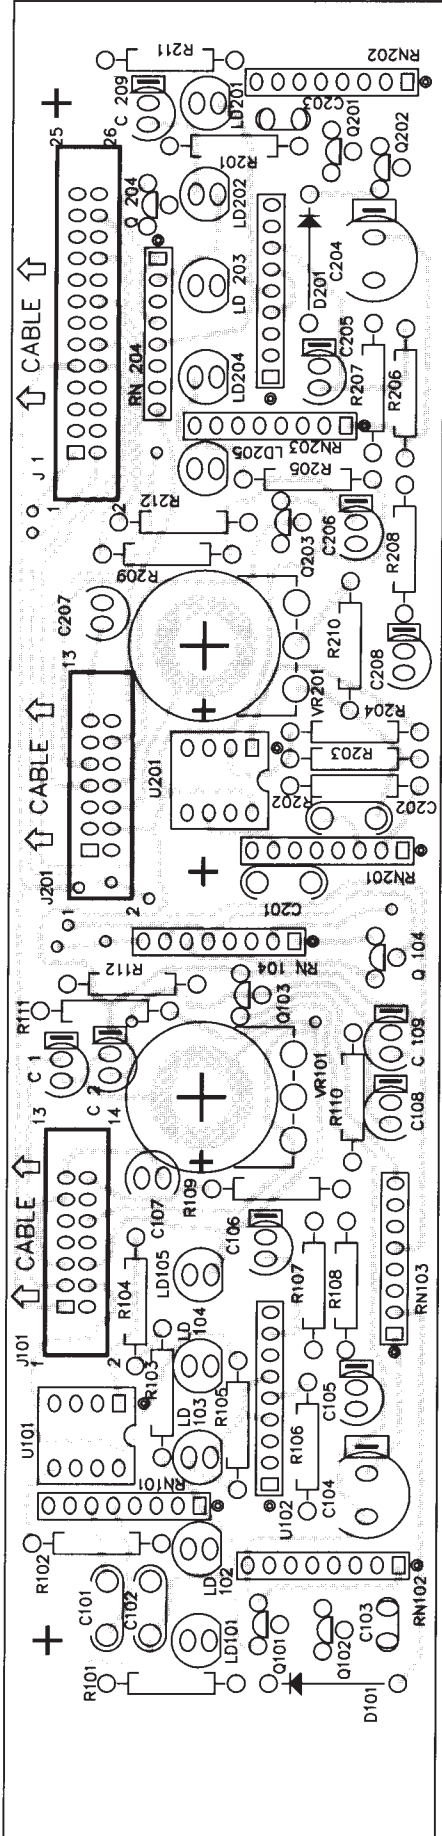 R211
C 209
LD201
C203
RN202
25
26
Q 204
R201
Q201
Q202
LD202
CABLE
LD 203
D201
C204
RN 204
LD204
C205
R207
R206
J1
1
2
LD205
RN203
R205
R212
R209
Q203
C206
R208
C207
13
VR201
R210
C208
CABLE
U201
R204
R203
R202
C202
J201
1
2
C201
RN201
RN 104
R112
R111
Q103
Q 104
C 1
C 2
13
14
VR101
R110
C 109
C108
CABLE
C107
R109
C106
R104
LD105
R107
R108
RN103
J101
1
2
R103
LD 104
R105
R106
C105
U101
LD 103
U102
C104
RN101
R102
LD 102
RN102
C101
C102
LD101
Q101
Q102
C103
R101
D101